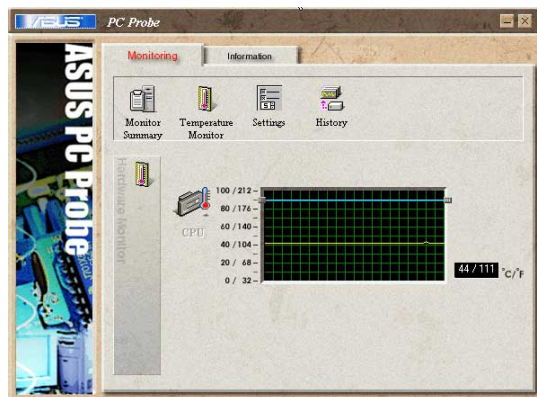 ASUS PC Probe
Monitoring Information
Monitor Summary
Temperature Monitor
Settings
History
ASUS PC Probe
Hardware Monitor
CPU
100 / 212
80 / 176
60 / 140
40 / 104
20 / 68
0 / 32
44 / 111 °C/°F